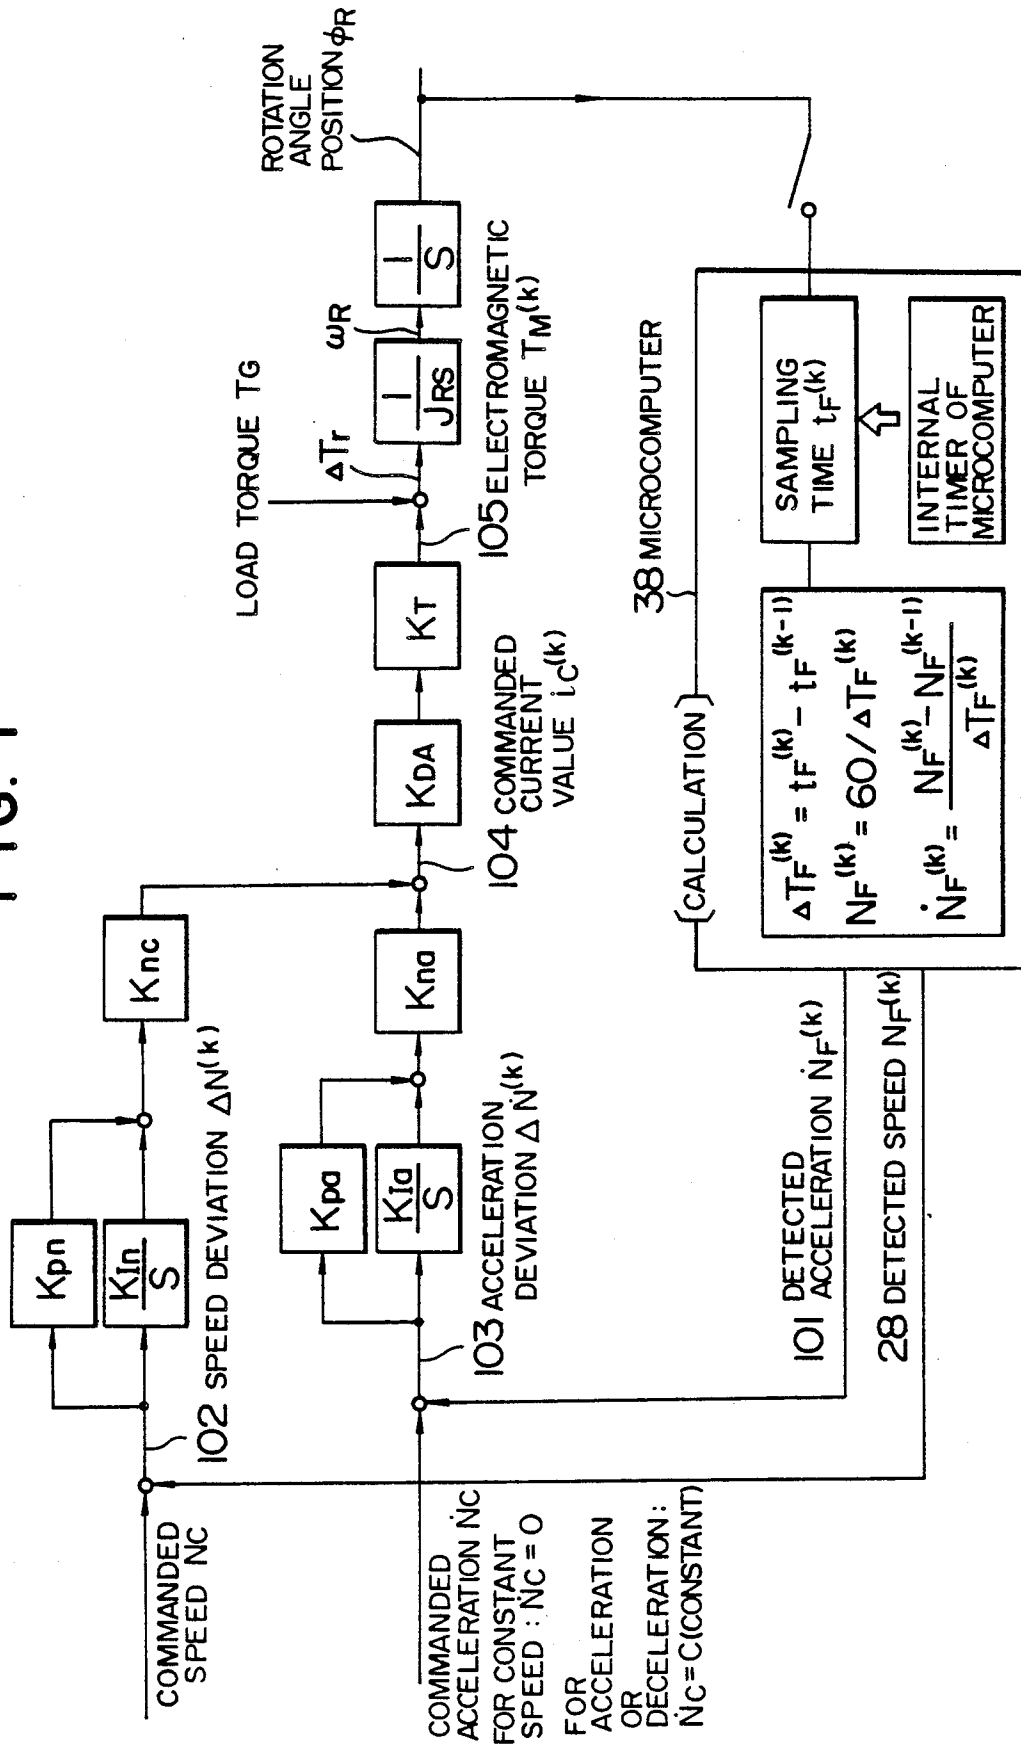 FIG. 1
COMMANDED
SPEED NC
102 SPEED DEVIATION ΔN(k)
Kpn
KIn
S
Knc
COMMANDED
ACCELERATION ṄC
FOR CONSTANT
SPEED : ṄC = 0
FOR
ACCELERATION
OR
DECELERATION :
ṄC = C(CONSTANT)
103 ACCELERATION
DEVIATION ΔṄ(k)
Kpa
KIa
S
Kna
104 COMMANDED
CURRENT
VALUE iC(k)
KDA
KT
LOAD TORQUE TG
105 ELECTROMAGNETIC
TORQUE TM(k)
ΔTr
1
JRS
ωR
1
S
ROTATION
ANGLE
POSITION ϕR
101 DETECTED
ACCELERATION ṄF(k)
28 DETECTED SPEED NF(k)
38 MICROCOMPUTER
(CALCULATION)
ΔTF(k) = tF(k) − tF(k−1)
NF(k) = 60/ΔTF(k)
ṄF(k) = NF(k) − NF(k−1)
ΔTF(k)
SAMPLING
TIME tF(k)
INTERNAL
TIMER OF
MICROCOMPUTER